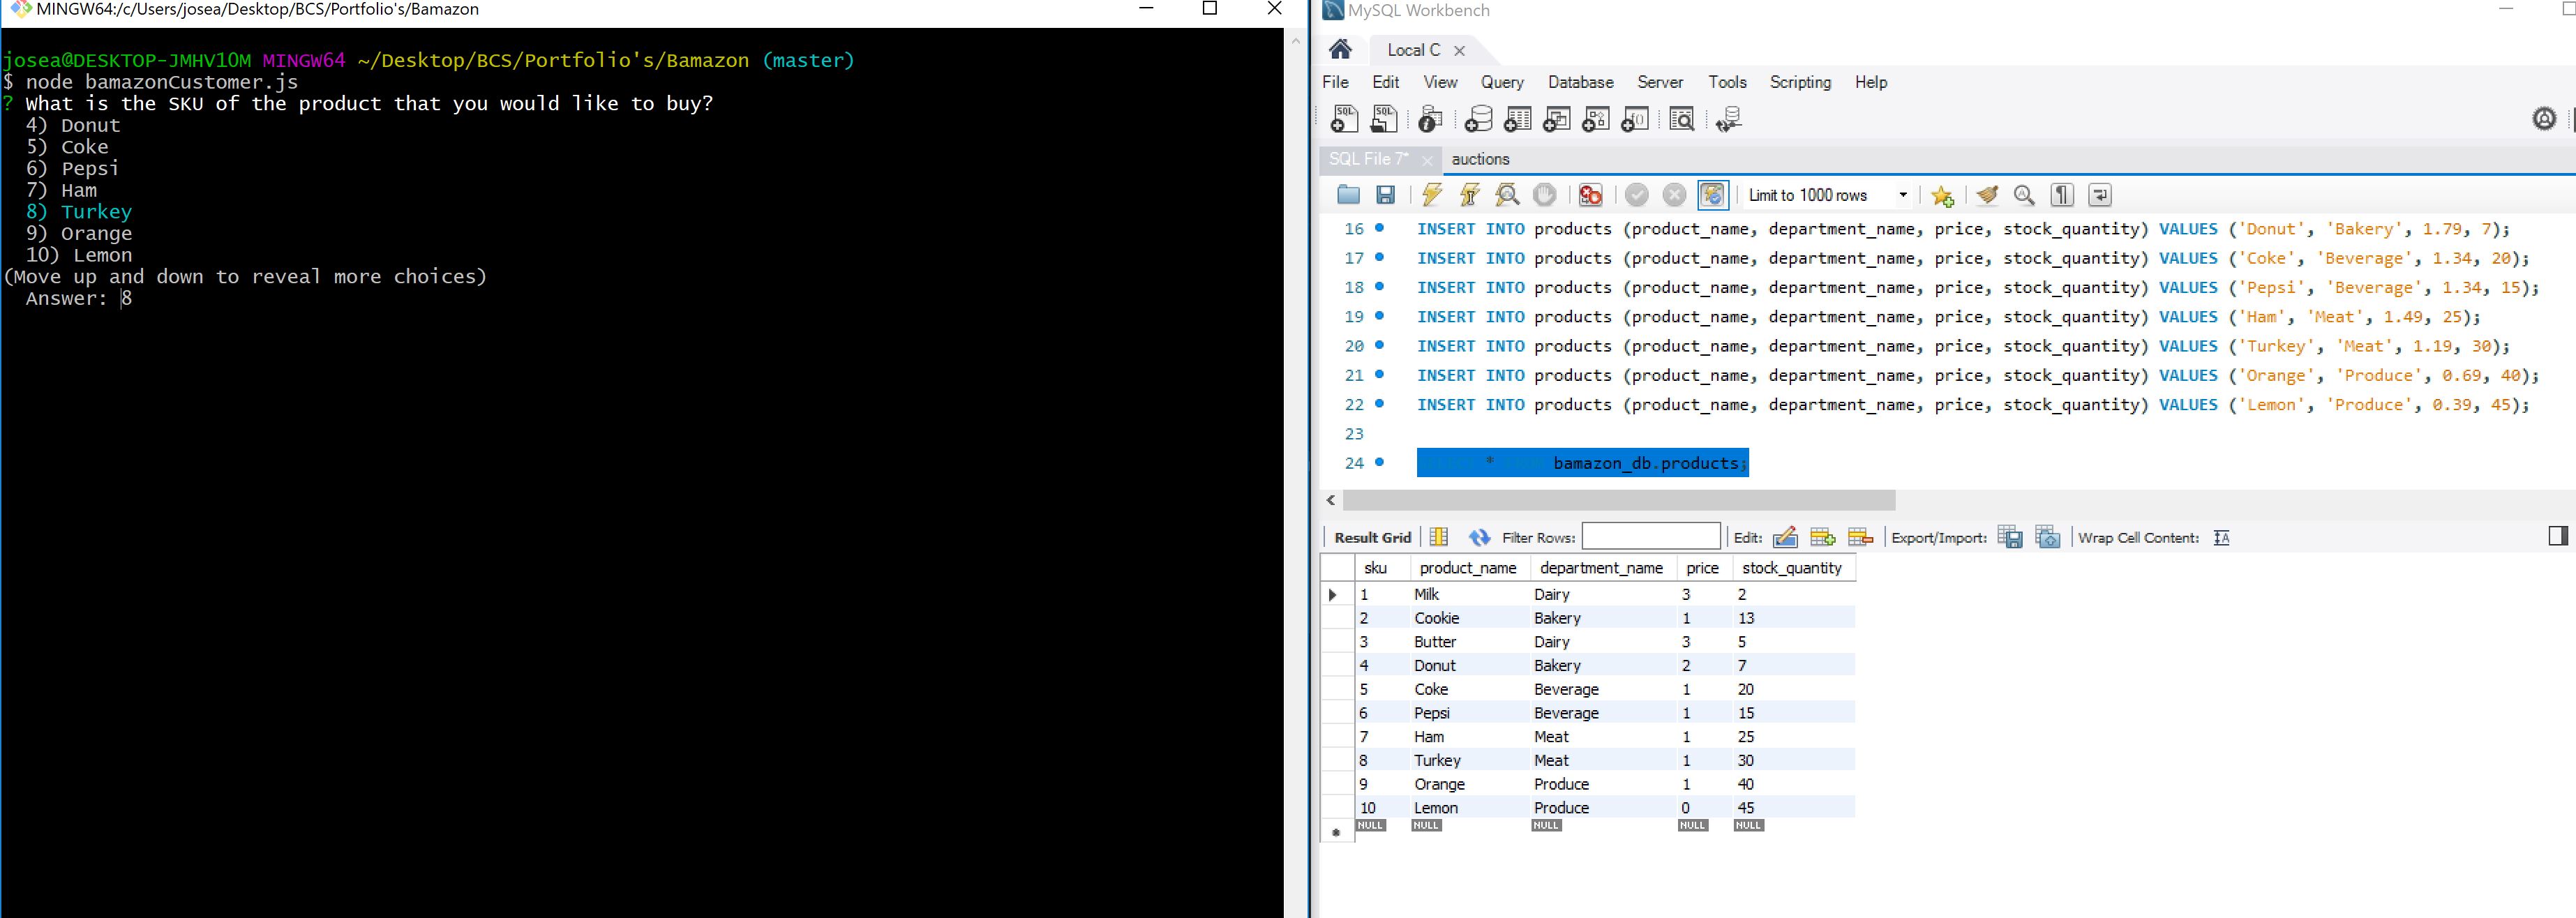 MINGW64:/c/Users/josea/Desktop/BCS/Portfolio's/Bamazon
josea@DESKTOP-JMHV10M MINGW64 ~/Desktop/BCS/Portfolio's/Bamazon (master)
$ node bamazonCustomer.js
? What is the SKU of the product that you would like to buy?
4) Donut
5) Coke
6) Pepsi
7) Ham
8) Turkey
9) Orange
10) Lemon
(Move up and down to reveal more choices)
Answer: 8
MySQL Workbench
Local C
File Edit View Query Database Server Tools Scripting Help
SQL File 7* auctions
Limit to 1000 rows
16 INSERT INTO products (product_name, department_name, price, stock_quantity) VALUES ('Donut', 'Bakery', 1.79, 7);
17 INSERT INTO products (product_name, department_name, price, stock_quantity) VALUES ('Coke', 'Beverage', 1.34, 20);
18 INSERT INTO products (product_name, department_name, price, stock_quantity) VALUES ('Pepsi', 'Beverage', 1.34, 15);
19 INSERT INTO products (product_name, department_name, price, stock_quantity) VALUES ('Ham', 'Meat', 1.49, 25);
20 INSERT INTO products (product_name, department_name, price, stock_quantity) VALUES ('Turkey', 'Meat', 1.19, 30);
21 INSERT INTO products (product_name, department_name, price, stock_quantity) VALUES ('Orange', 'Produce', 0.69, 40);
22 INSERT INTO products (product_name, department_name, price, stock_quantity) VALUES ('Lemon', 'Produce', 0.39, 45);
23
24 * bamazon_db.products;
Result Grid Filter Rows: Edit: Export/Import: Wrap Cell Content:
sku product_name department_name price stock_quantity
1 Milk Dairy 3 2
2 Cookie Bakery 1 13
3 Butter Dairy 3 5
4 Donut Bakery 2 7
5 Coke Beverage 1 20
6 Pepsi Beverage 1 15
7 Ham Meat 1 25
8 Turkey Meat 1 30
9 Orange Produce 1 40
10 Lemon Produce 0 45
NULL NULL NULL NULL NULL